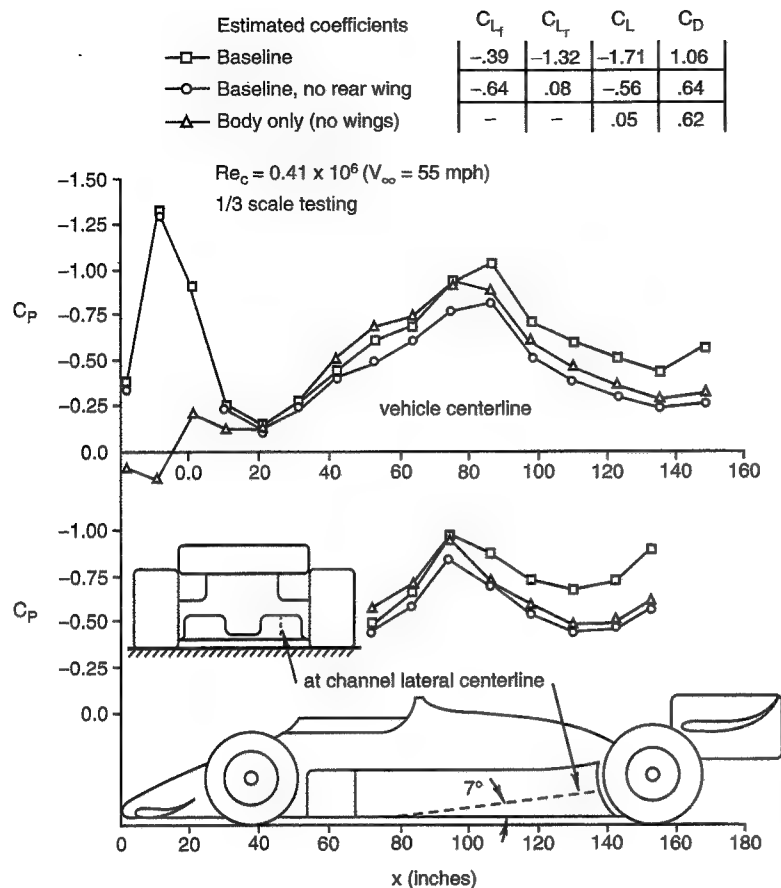 Estimated coefficients C_Lf C_Lr C_L C_D
Baseline -.39 -1.32 -1.71 1.06
Baseline, no rear wing -.64 .08 -.56 .64
Body only (no wings) - - .05 .62
Re_c = 0.41 x 10⁶ (V∞ = 55 mph)
1/3 scale testing
-1.50
-1.25
-1.00
-0.75
C_P
-0.50
-0.25
0.0
vehicle centerline
0.0 20 40 60 80 100 120 140 160
-1.00
-0.75
C_P
-0.50
-0.25
0.0
at channel lateral centerline
7°
0 20 40 60 80 100 120 140 160 180
x (inches)